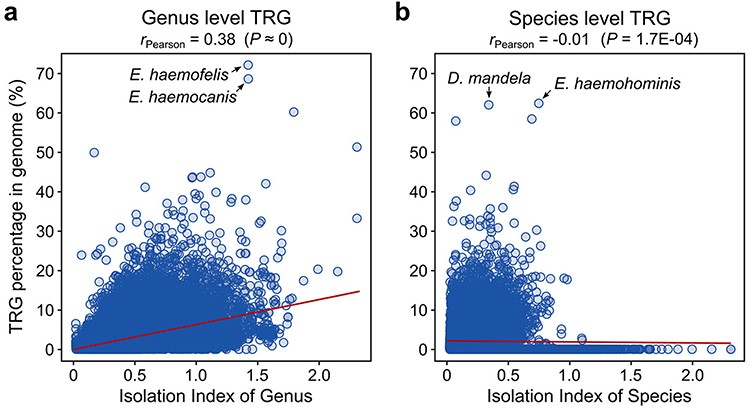 a
Genus level TRG
rPearson = 0.38 (P ≈ 0)
TRG percentage in genome (%)
70
60
50
40
30
20
10
0
E. haemofelis
E. haemocanis
0
0.5
1.0
1.5
2.0
Isolation Index of Genus
b
Species level TRG
rPearson = -0.01 (P = 1.7E-04)
70
60
50
40
30
20
10
0
D. mandela
E. haemohominis
0
0.5
1.0
1.5
2.0
Isolation Index of Species